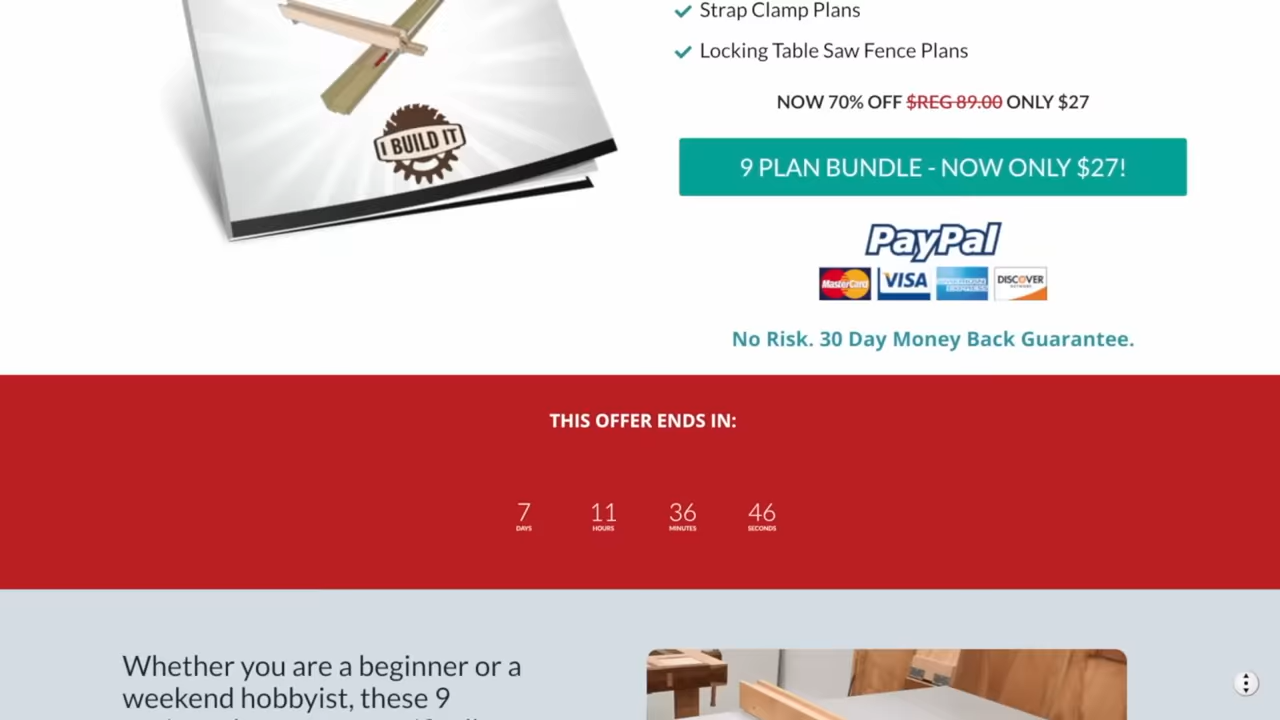 Strap Clamp Plans
Locking Table Saw Fence Plans
NOW 70% OFF $REG 89.00 ONLY $27
I BUILD IT
9 PLAN BUNDLE - NOW ONLY $27!
PayPal
MasterCard VISA AMERICAN EXPRESS DISCOVER
No Risk. 30 Day Money Back Guarantee.
THIS OFFER ENDS IN:
7 11 36 46
DAYS HOURS MINUTES SECONDS
Whether you are a beginner or a
weekend hobbyist, these 9